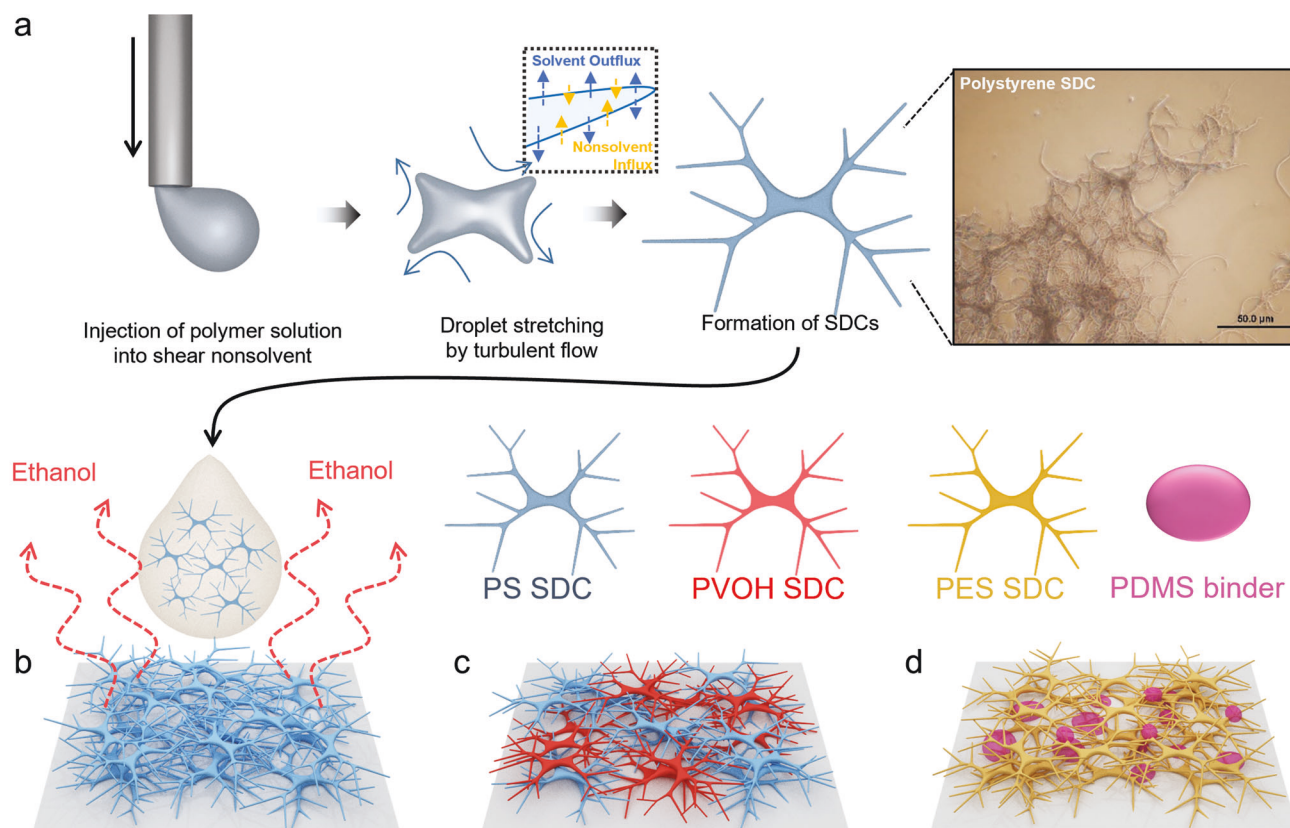 a
Solvent Outflux
Nonsolvent
Influx
Polystyrene SDC
50.0 µm
Injection of polymer solution
into shear nonsolvent
Droplet stretching
by turbulent flow
Formation of SDCs
Ethanol
Ethanol
PS SDC
PVOH SDC
PES SDC
PDMS binder
b
c
d